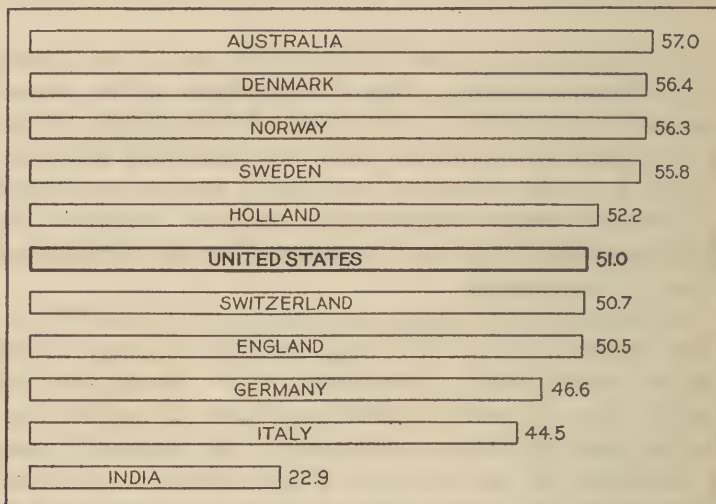 AUSTRALIA 57.0
DENMARK 56.4
NORWAY 56.3
SWEDEN 55.8
HOLLAND 52.2
UNITED STATES 51.0
SWITZERLAND 50.7
ENGLAND 50.5
GERMANY 46.6
ITALY 44.5
INDIA 22.9